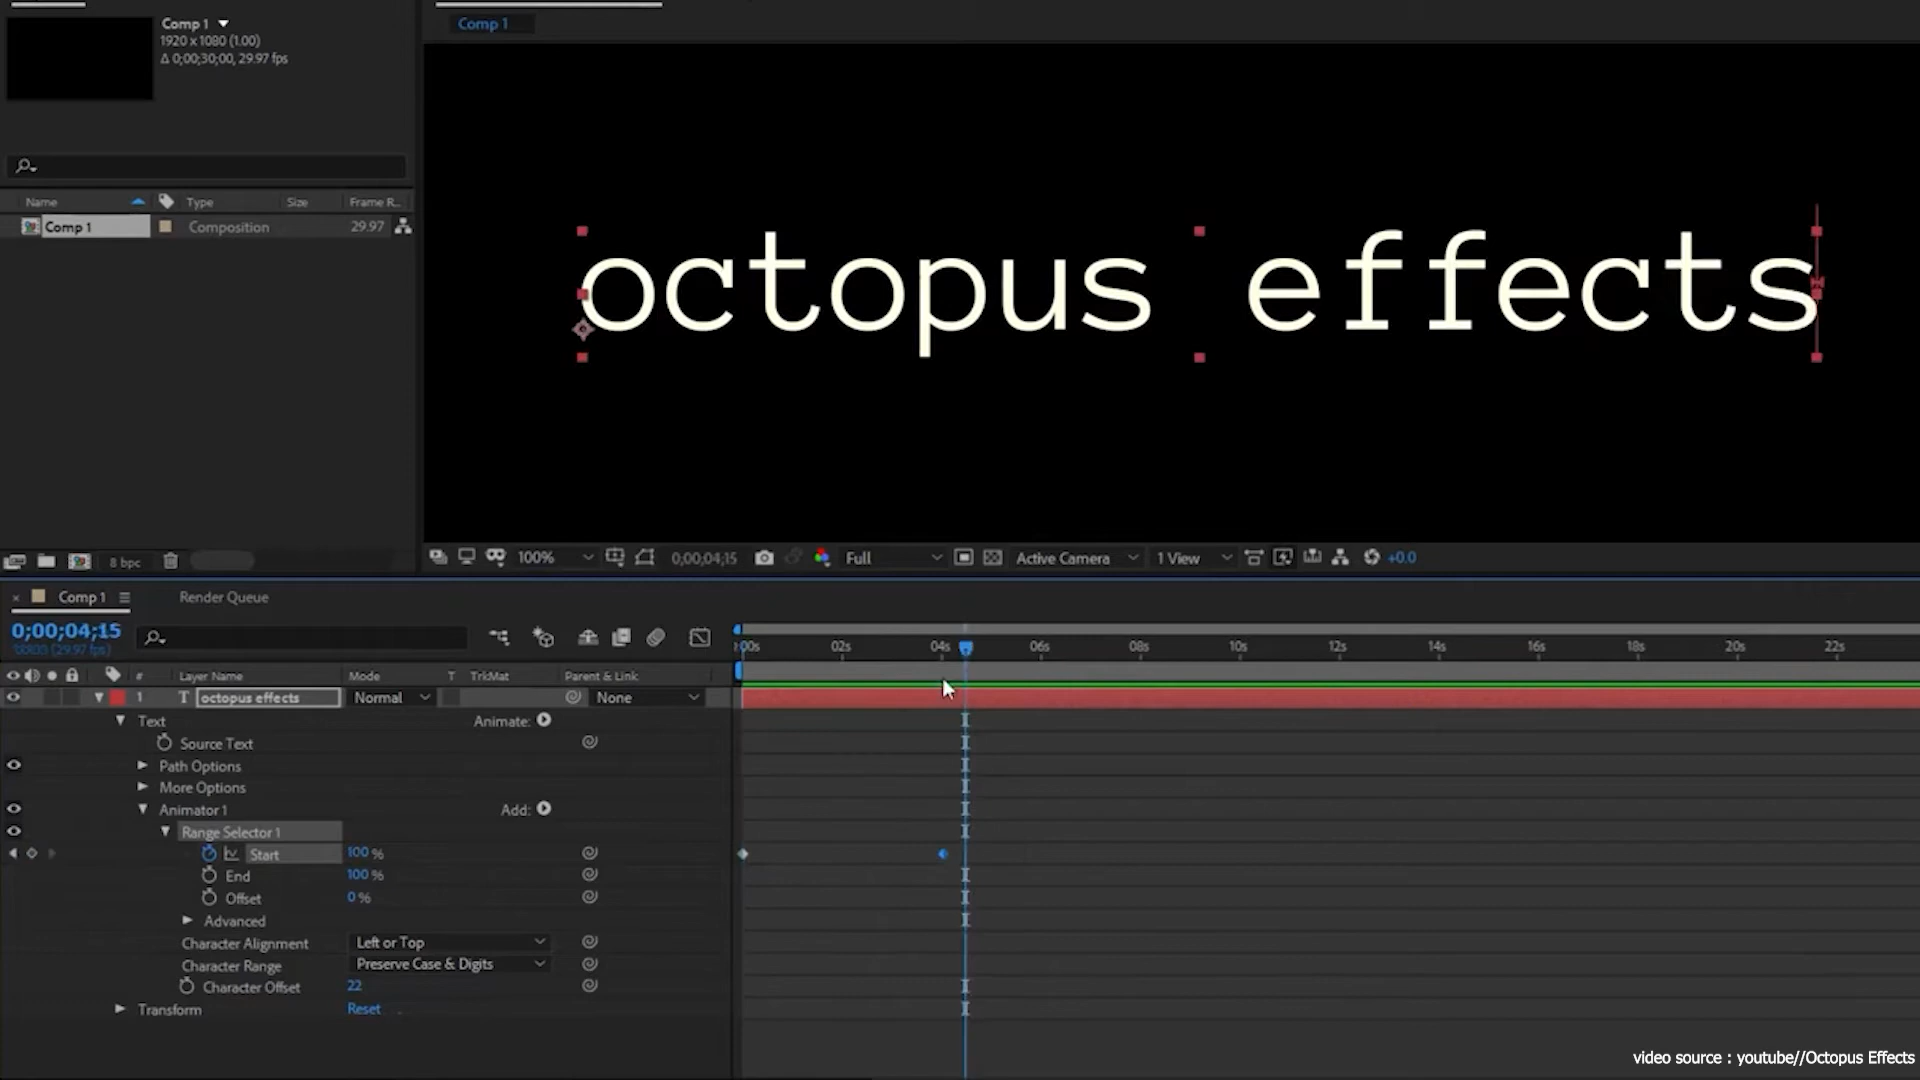 Comp 1
1920 x 1080 (1.00)
Δ 0;00;30;00, 29.97 fps
Comp 1
Name Type Size Frame R...
Comp 1 Composition 29.97
octopus effects
8 bpc
100% 0;00;04;15 Full Active Camera 1 View +0.0
Comp 1 Render Queue
0;00;04;15
(29.97 fps)
:00s 02s 04s 06s 08s 10s 12s 14s 16s 18s 20s 22s
# Layer Name Mode T TrkMat Parent & Link
1 T octopus effects Normal None
Text Animate:
Source Text
Path Options
More Options
Animator 1 Add:
Range Selector 1
Start 100 %
End 100 %
Offset 0 %
Advanced
Character Alignment Left or Top
Character Range Preserve Case & Digits
Character Offset 22
Transform Reset
video source : youtube//Octopus Effects